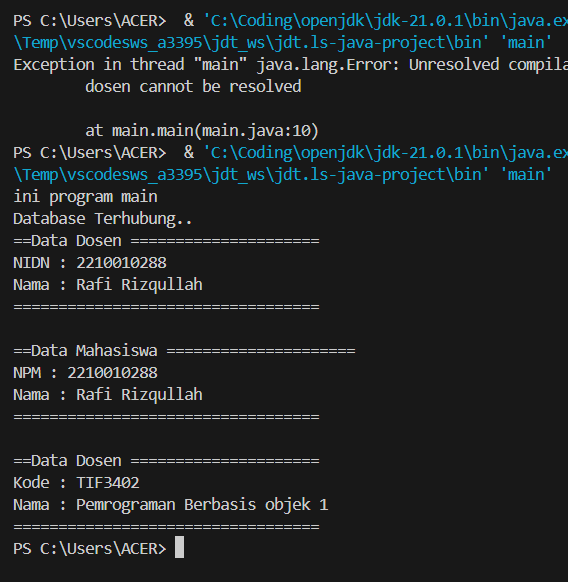 PS C:\Users\ACER>  & 'C:\Coding\openjdk\jdk-21.0.1\bin\java.ex
\Temp\vscodesws_a3395\jdt_ws\jdt.ls-java-project\bin' 'main'
Exception in thread "main" java.lang.Error: Unresolved compila
        dosen cannot be resolved

        at main.main(main.java:10)
PS C:\Users\ACER>  & 'C:\Coding\openjdk\jdk-21.0.1\bin\java.ex
\Temp\vscodesws_a3395\jdt_ws\jdt.ls-java-project\bin' 'main'
ini program main
Database Terhubung..
==Data Dosen =====================
NIDN : 2210010288
Nama : Rafi Rizqullah
==================================

==Data Mahasiswa =====================
NPM : 2210010288
Nama : Rafi Rizqullah
==================================

==Data Dosen =====================
Kode : TIF3402
Nama : Pemrograman Berbasis objek 1
==================================
PS C:\Users\ACER>